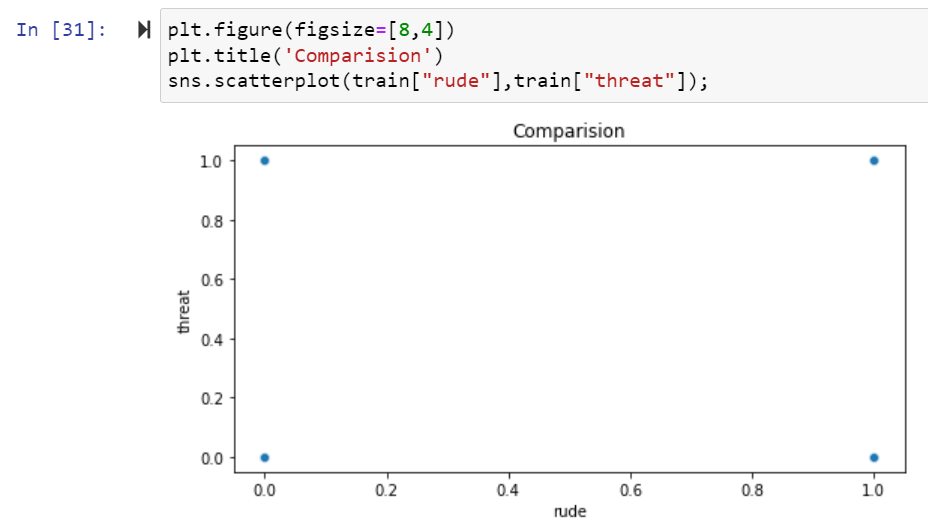 In [31]:
plt.figure(figsize=[8,4])
plt.title('Comparision')
sns.scatterplot(train["rude"],train["threat"]);
Comparision
1.0
0.8
0.6
0.4
0.2
0.0
threat
0.0 0.2 0.4 0.6 0.8 1.0
rude